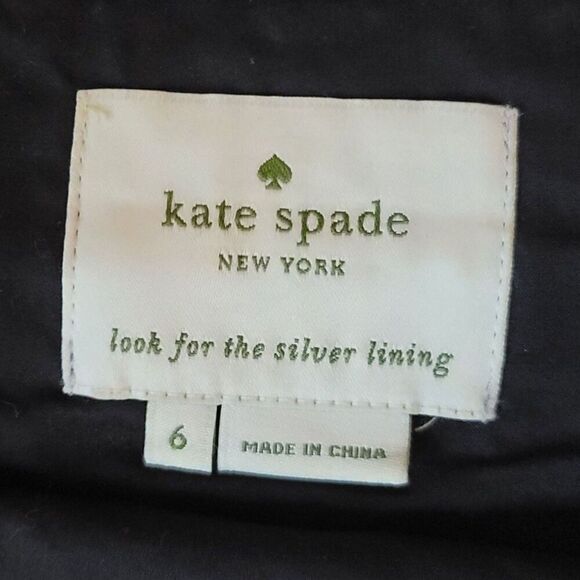 kate spade
NEW YORK
look for the silver lining
6
MADE IN CHINA